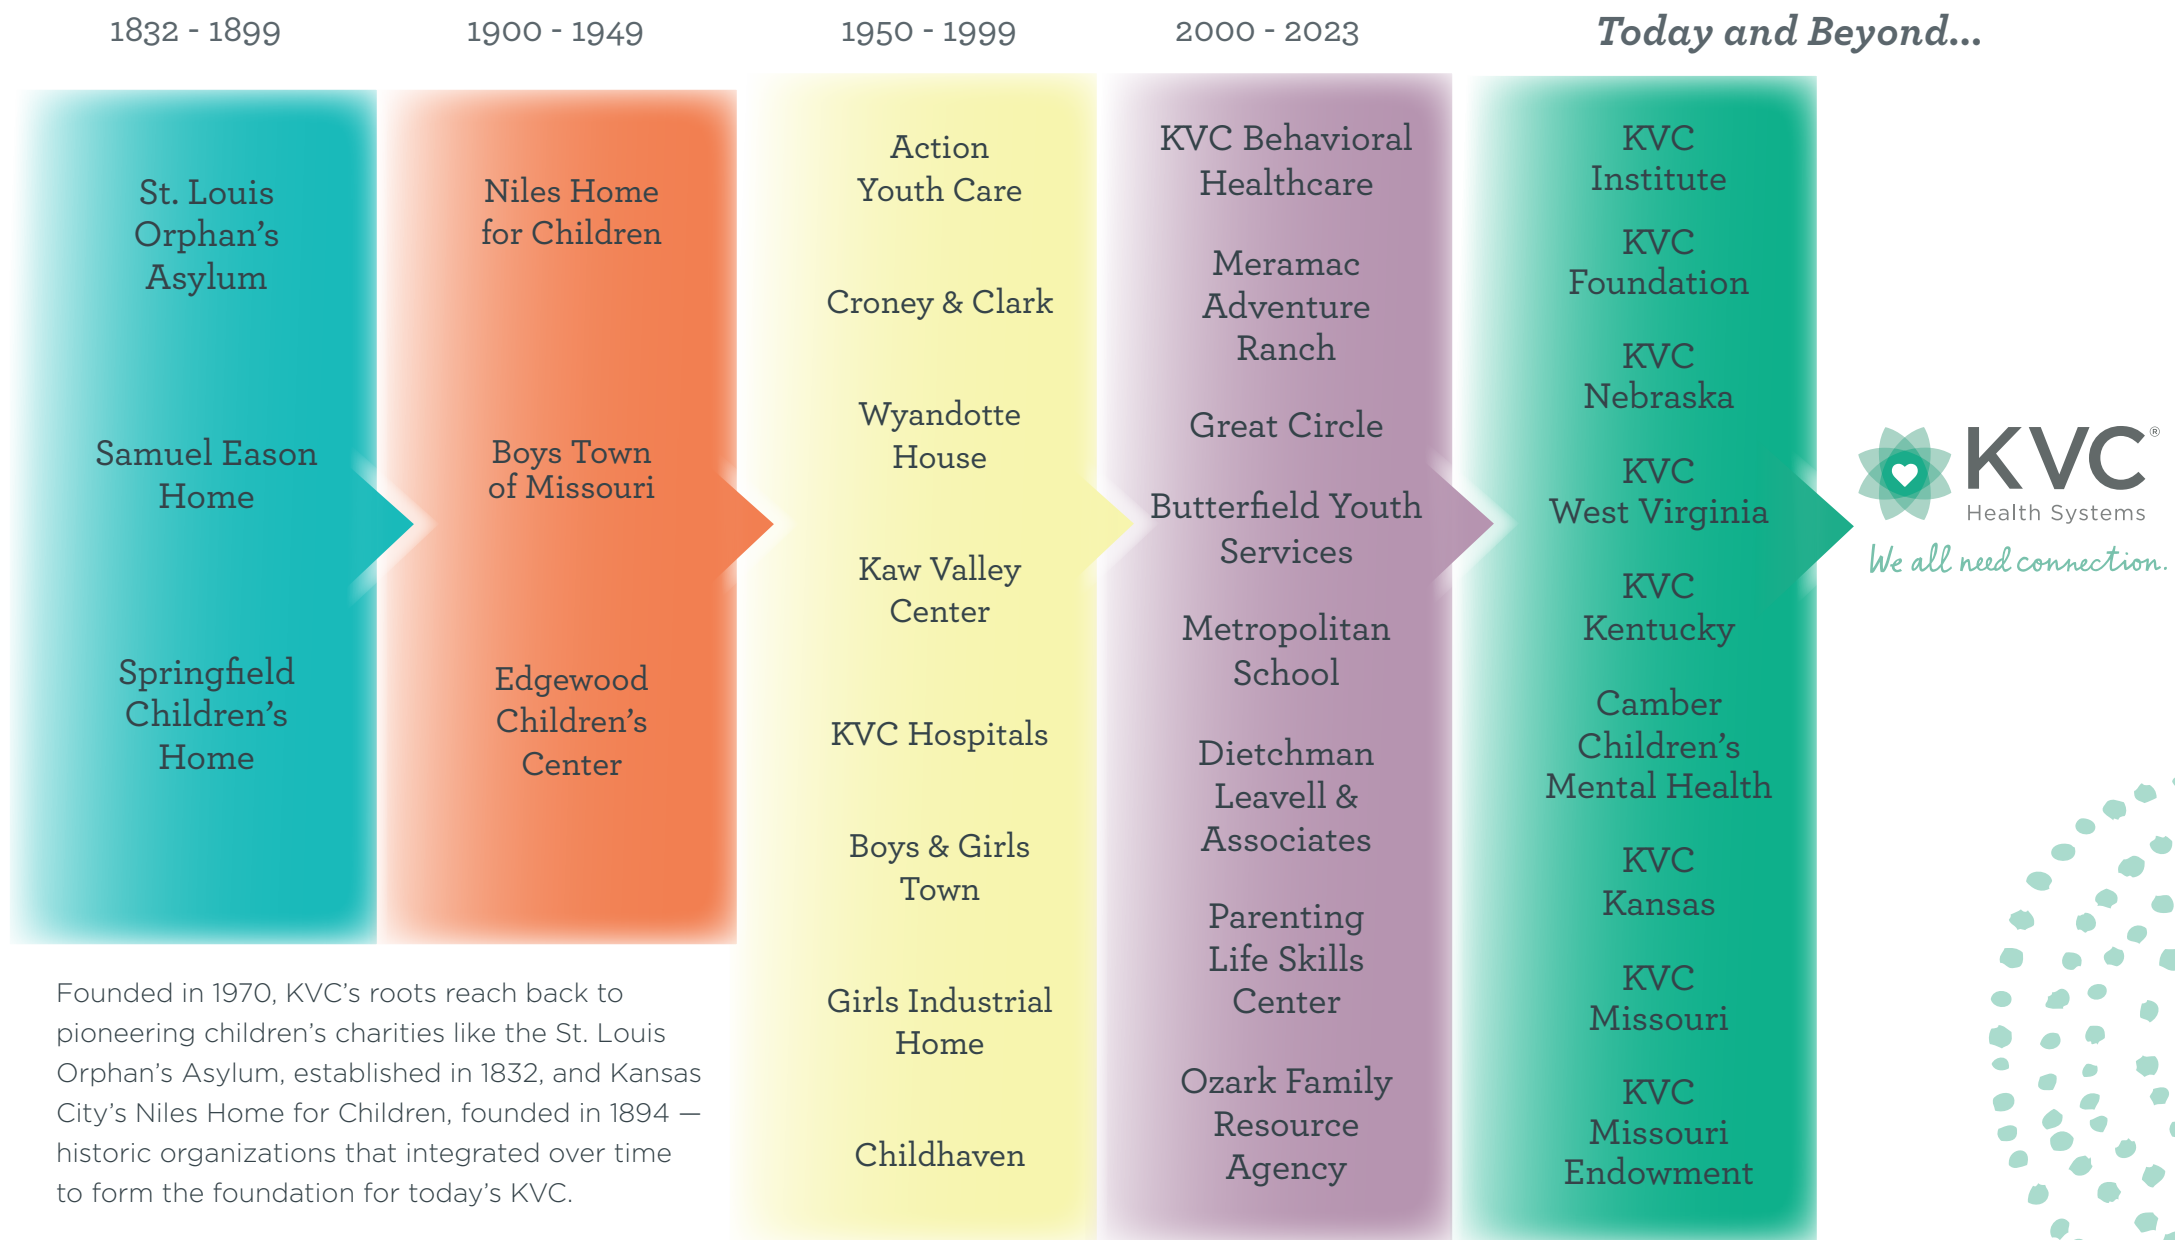 1832 - 1899
St. Louis
Orphan’s
Asylum
Samuel Eason
Home
Springfield
Children’s
Home
1900 - 1949
Niles Home
for Children
Boys Town
of Missouri
Edgewood
Children’s
Center
1950 - 1999
Action
Youth Care
Croney & Clark
Wyandotte
House
Kaw Valley
Center
KVC Hospitals
Boys & Girls
Town
Girls Industrial
Home
Childhaven
2000 - 2023
KVC Behavioral
Healthcare
Meramac
Adventure
Ranch
Great Circle
Butterfield Youth
Services
Metropolitan
School
Dietchman
Leavell &
Associates
Parenting
Life Skills
Center
Ozark Family
Resource
Agency
Today and Beyond...
KVC
Institute
KVC
Foundation
KVC
Nebraska
KVC
West Virginia
KVC
Kentucky
Camber
Children’s
Mental Health
KVC
Kansas
KVC
Missouri
KVC
Missouri
Endowment
KVC®
Health Systems
We all need connection.
Founded in 1970, KVC’s roots reach back to
pioneering children’s charities like the St. Louis
Orphan’s Asylum, established in 1832, and Kansas
City’s Niles Home for Children, founded in 1894 —
historic organizations that integrated over time
to form the foundation for today’s KVC.